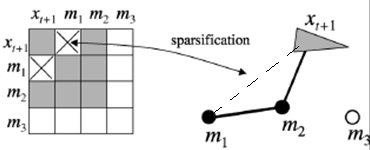 x_{t+1} m_1 m_2 m_3
x_{t+1}
m_1
m_2
m_3
sparsification
x_{t+1}
m_1
m_2
m_3